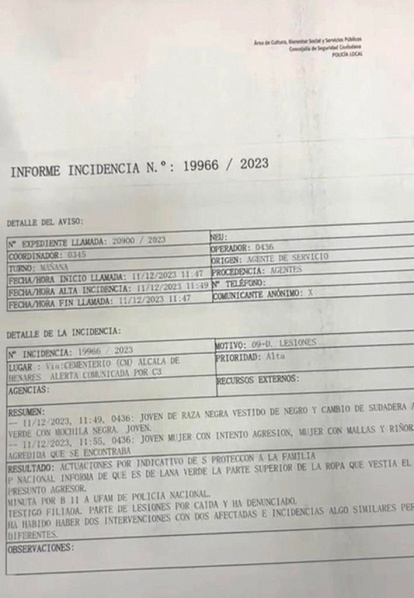 Área de Cultura, Bienestar Social y Servicios Públicos
Concejalía de Seguridad Ciudadana
POLICÍA LOCAL
INFORME INCIDENCIA N.º: 19966 / 2023
DETALLE DEL AVISO:
Nº EXPEDIENTE LLAMADA: 20900 / 2023
NEU:
COORDINADOR: 0345
OPERADOR: 0436
TURNO: MAÑANA
ORIGEN: AGENTE DE SERVICIO
FECHA/HORA INICIO LLAMADA: 11/12/2023 11:47
PROCEDENCIA: AGENTES
FECHA/HORA ALTA INCIDENCIA: 11/12/2023 11:49
Nº TELÉFONO:
FECHA/HORA FIN LLAMADA: 11/12/2023 11:47
COMUNICANTE ANÓNIMO: X
DETALLE DE LA INCIDENCIA:
Nº INCIDENCIA: 19966 / 2023
MOTIVO: 09-D. LESIONES
LUGAR : Via:CEMENTERIO (CM) ALCALA DE
HENARES ALERTA COMUNICADA POR C3
PRIORIDAD: Alta
AGENCIAS:
RECURSOS EXTERNOS:
RESUMEN:
-- 11/12/2023, 11:49, 0436: JOVEN DE RAZA NEGRA VESTIDO DE NEGRO Y CAMBIO DE SUDADERA A
VERDE CON MOCHILA NEGRA. JOVEN.
-- 11/12/2023, 11:55, 0436: JOVEN MUJER CON INTENTO AGRESION, MUJER CON MALLAS Y RIÑOR
AGREDIDA QUE SE ENCONTRABA
RESULTADO: ACTUACIONES POR INDICATIVO DE S PROTECCON A LA FAMILIA
P NACIONAL INFORMA DE QUE ES DE LANA VERDE LA PARTE SUPERIOR DE LA ROPA QUE VESTIA EL
PRESUNTO AGRESOR.
MINUTA POR B 11 A UFAM DE POLICIA NACIONAL.
TESTIGO FILIADA. PARTE DE LESIONES POR CAIDA Y HA DENUNCIADO.
HA HABIDO HABER DOS INTERVENCIONES CON DOS AFECTADAS E INCIDENCIAS ALGO SIMILARES PER
DIFERENTES.
OBSERVACIONES: